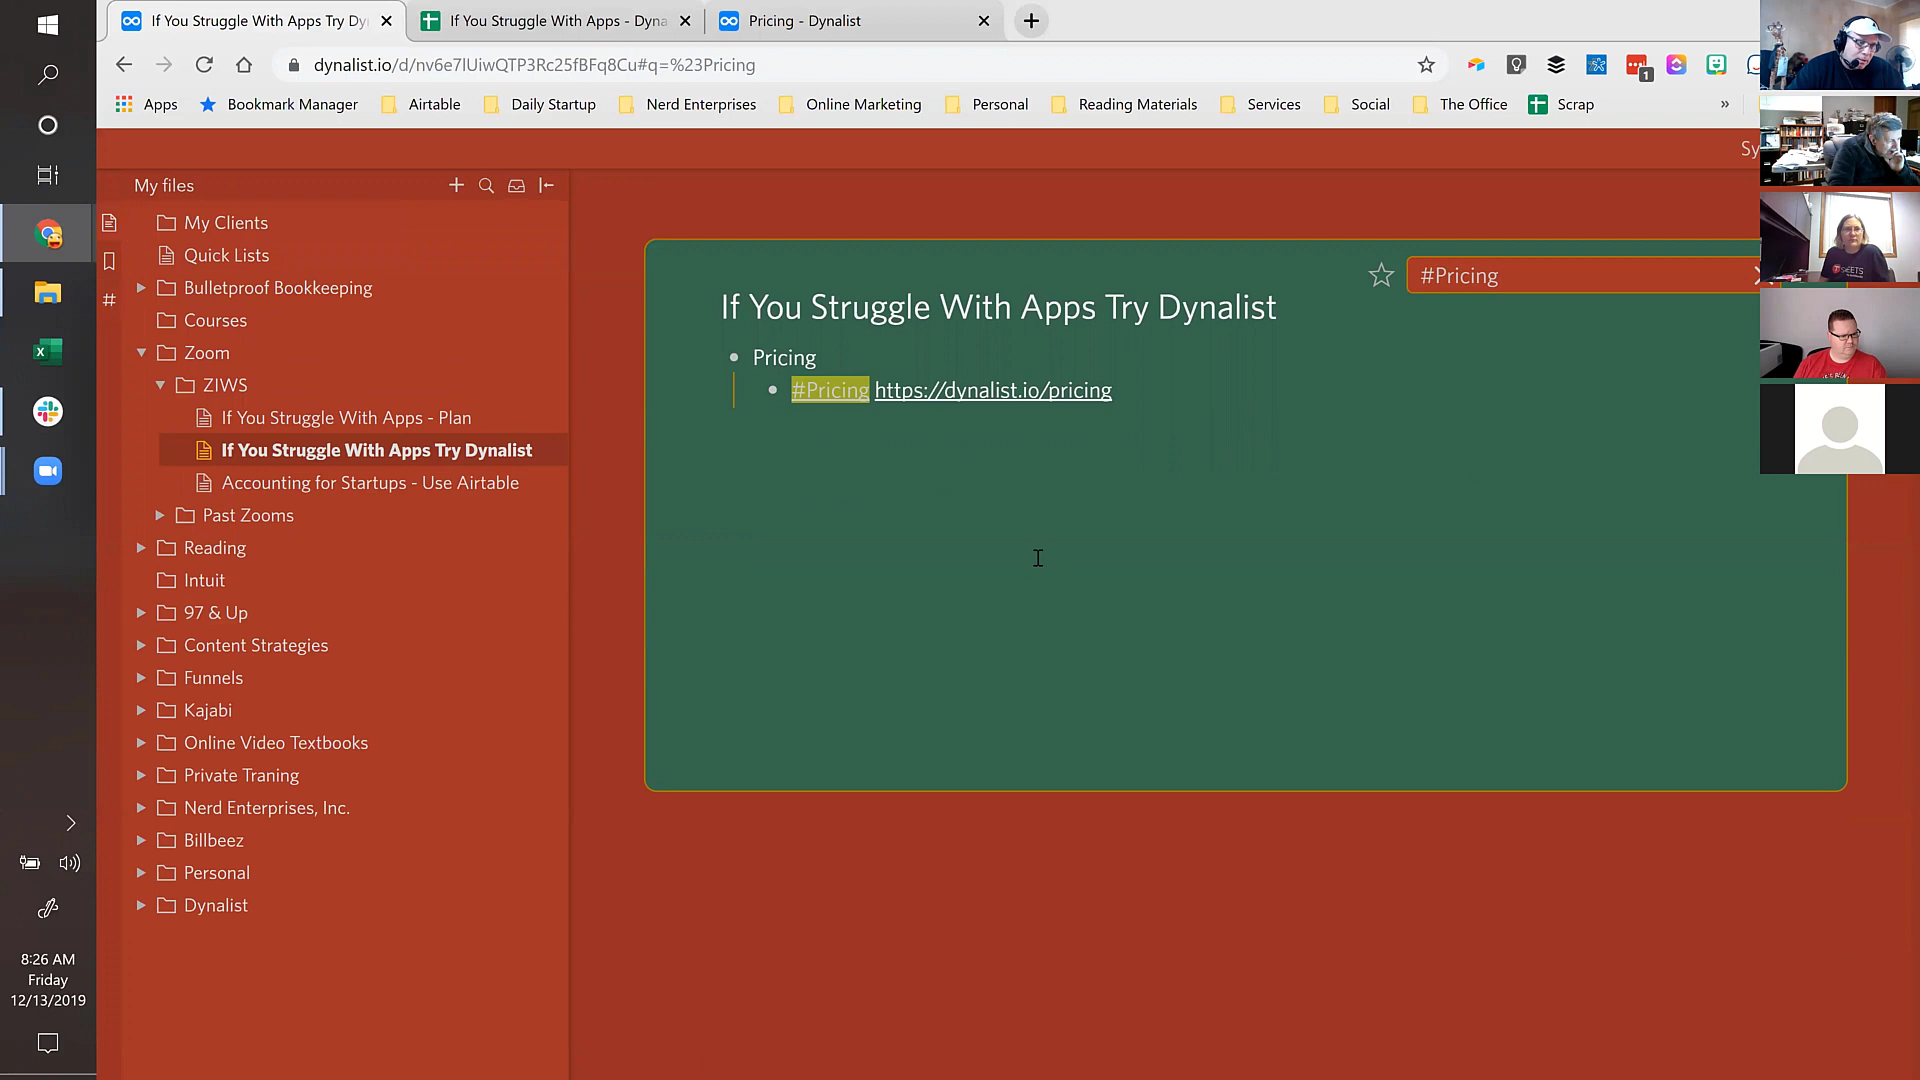 If You Struggle With Apps Try Dy
If You Struggle With Apps - Dyna
Pricing - Dynalist
dynalist.io/d/nv6e7lUiwQTP3Rc25fBFq8Cu#q=%23Pricing
1
Apps
Bookmark Manager
Airtable
Daily Startup
Nerd Enterprises
Online Marketing
Personal
Reading Materials
Services
Social
The Office
Scrap
»
Sy
My files
My Clients
Quick Lists
Bulletproof Bookkeeping
Courses
Zoom
ZIWS
If You Struggle With Apps - Plan
If You Struggle With Apps Try Dynalist
Accounting for Startups - Use Airtable
Past Zooms
Reading
Intuit
97 & Up
Content Strategies
Funnels
Kajabi
Online Video Textbooks
Private Traning
Nerd Enterprises, Inc.
Billbeez
Personal
Dynalist
#Pricing
If You Struggle With Apps Try Dynalist
Pricing
#Pricing https://dynalist.io/pricing
8:26 AM
Friday
12/13/2019